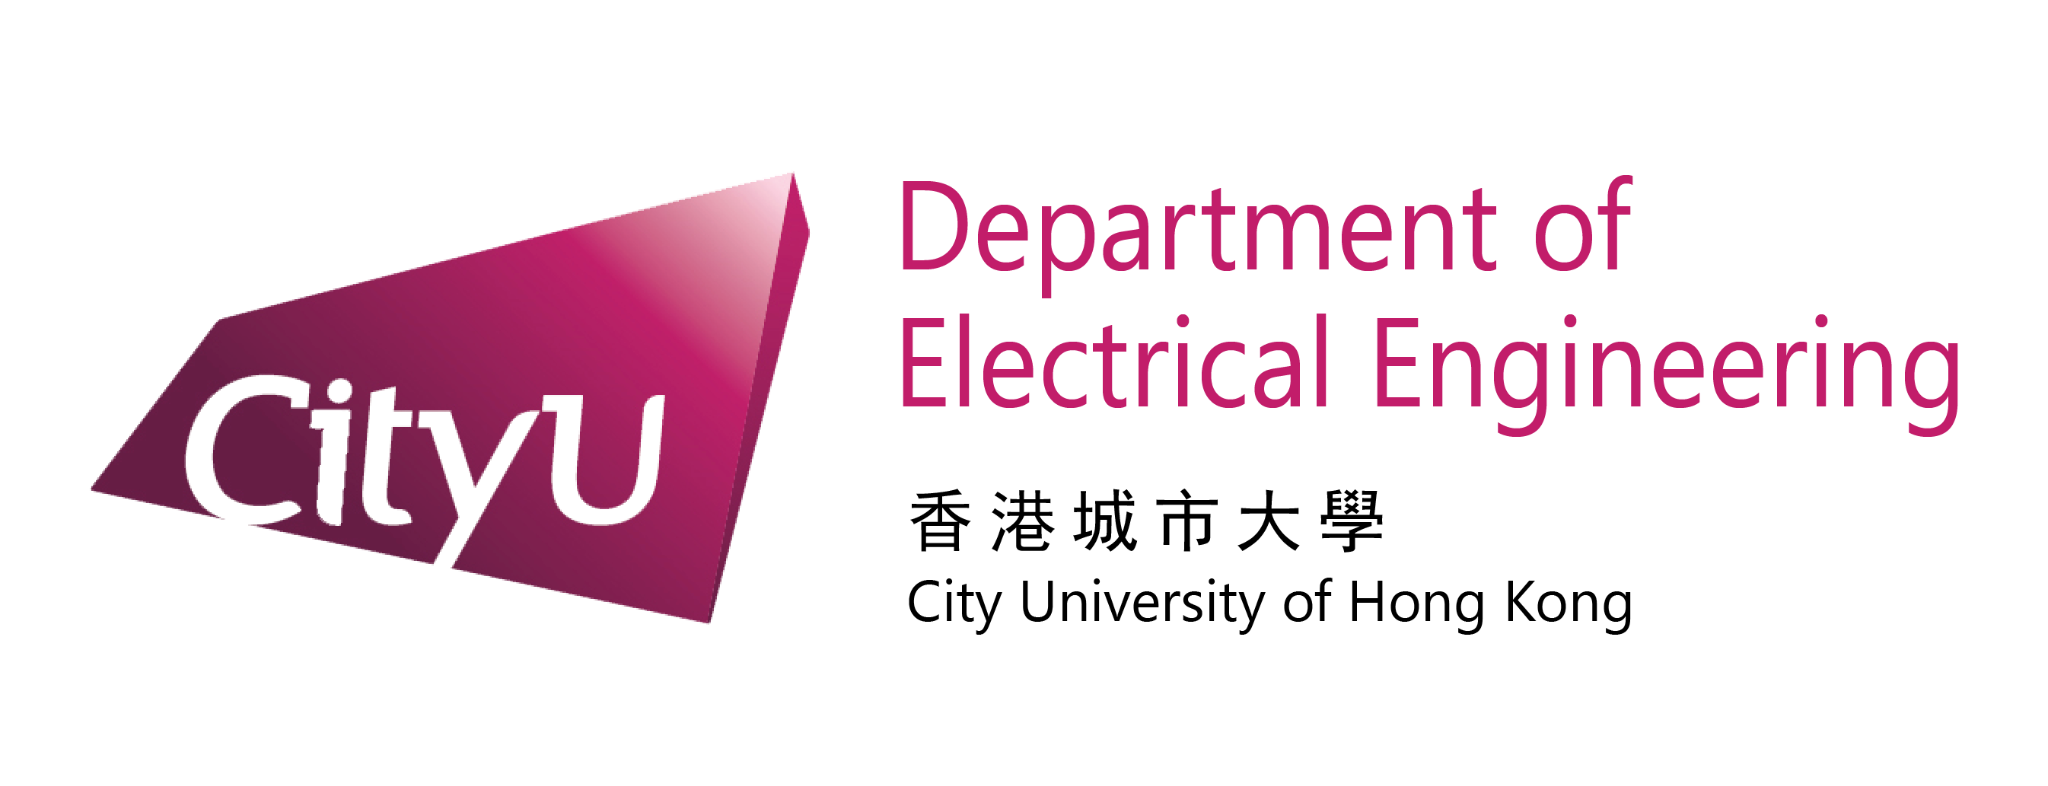 CityU
Department of
Electrical Engineering
香港城市大學
City University of Hong Kong